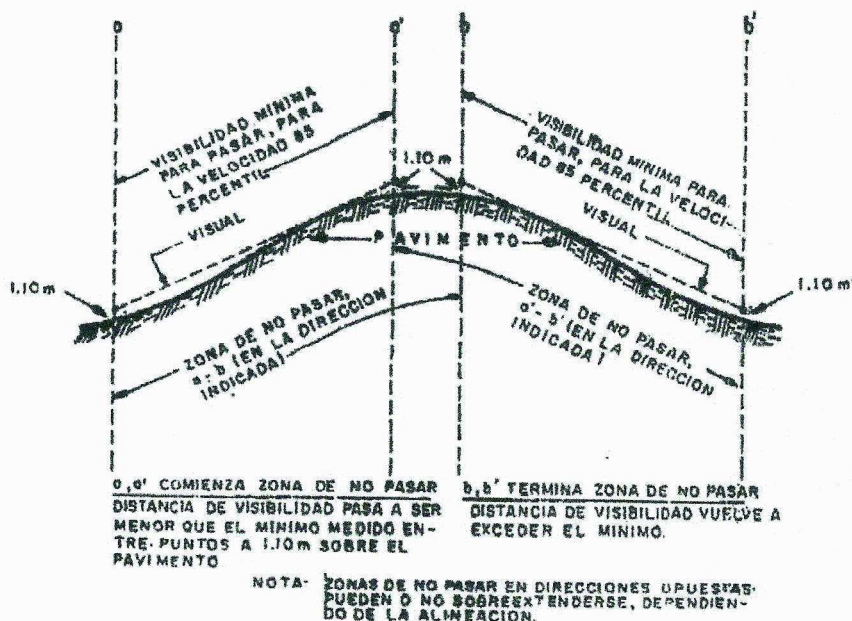 a
a'
b
b'
VISIBILIDAD MINIMA
PARA PASAR, PARA
LA VELOCIDAD 85
PERCENTIL
VISUAL
1.10 m
1.10 m
VISIBILIDAD MINIMA PARA
PASAR, PARA LA VELOCI-
DAD 85 PERCENTIL
VISUAL
PAVIMENTO
1.10 m
ZONA DE NO PASAR,
a - b (EN LA DIRECCION
INDICADA)
ZONA DE NO PASAR,
a' - b' (EN LA DIRECCION
INDICADA)
a,a' COMIENZA ZONA DE NO PASAR
DISTANCIA DE VISIBILIDAD PASA A SER
MENOR QUE EL MINIMO MEDIDO EN-
TRE PUNTOS A 1.10m SOBRE EL
PAVIMENTO
b,b' TERMINA ZONA DE NO PASAR
DISTANCIA DE VISIBILIDAD VUELVE A
EXCEDER EL MINIMO.
NOTA- ZONAS DE NO PASAR EN DIRECCIONES OPUESTAS
PUEDEN O NO SOBREEXTENDERSE, DEPENDIEN-
DO DE LA ALINEACION.